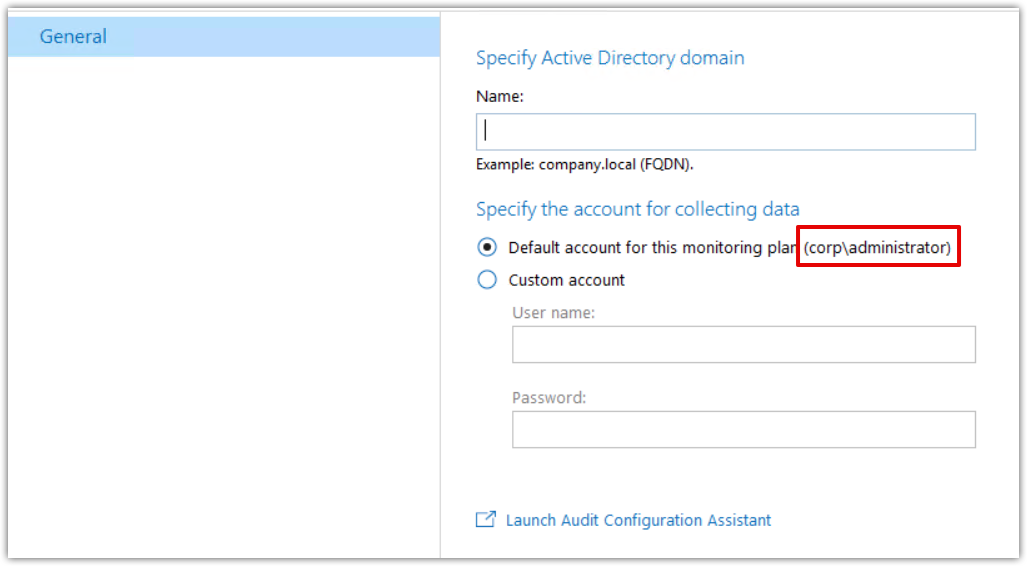 General
Specify Active Directory domain
Name:
Example: company.local (FQDN).
Specify the account for collecting data
Default account for this monitoring plan (corp\administrator)
Custom account
User name:
Password:
Launch Audit Configuration Assistant